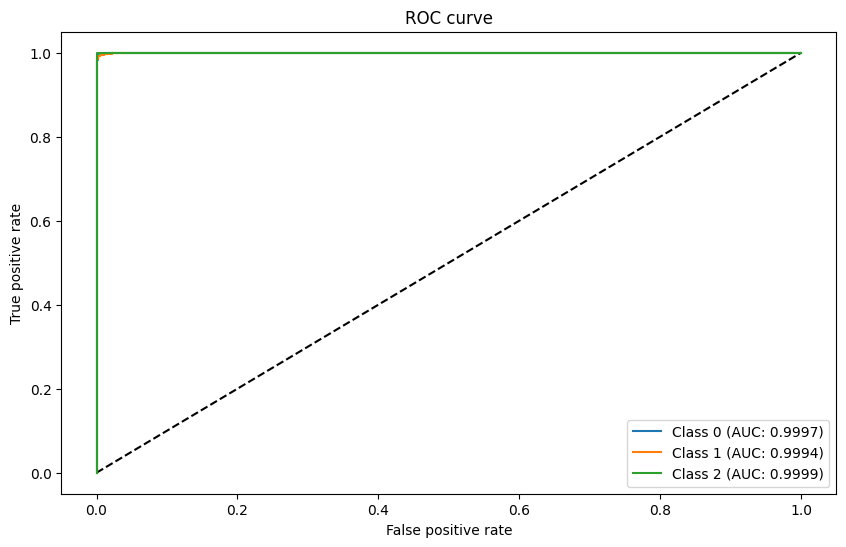 ROC curve
True positive rate
1.0
0.8
0.6
0.4
0.2
0.0
Class 0 (AUC: 0.9997)
Class 1 (AUC: 0.9994)
Class 2 (AUC: 0.9999)
0.0 0.2 0.4 0.6 0.8 1.0
False positive rate